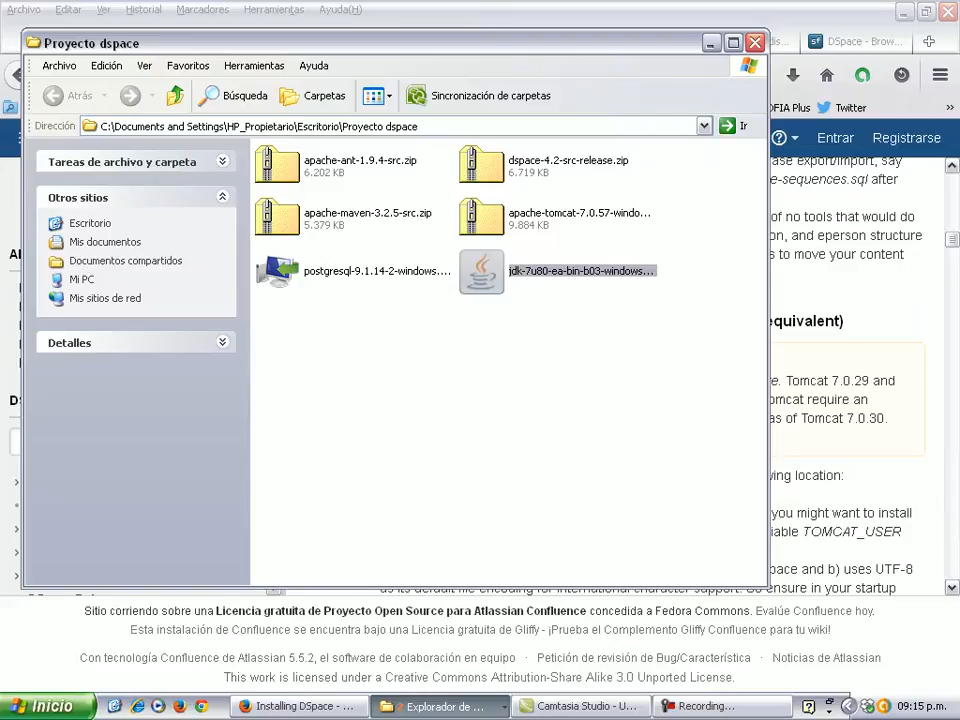 Archivo Editar Ver Historial Marcadores Herramientas Ayuda(H)
Proyecto dspace
Archivo Edición Ver Favoritos Herramientas Ayuda
Atrás Búsqueda Carpetas Sincronización de carpetas
Dirección C:\Documents and Settings\HP_Propietario\Escritorio\Proyecto dspace Ir
Tareas de archivo y carpeta
Otros sitios
Escritorio
Mis documentos
Documentos compartidos
Mi PC
Mis sitios de red
Detalles
apache-ant-1.9.4-src.zip
6.202 KB
dspace-4.2-src-release.zip
6.719 KB
apache-maven-3.2.5-src.zip
5.379 KB
apache-tomcat-7.0.57-windo...
9.884 KB
postgresql-9.1.14-2-windows....
jdk-7u80-ea-bin-b03-windows...
DSpace - Brow...
Plus Twitter »
Entrar Registrarse
export/import, say
e-sequences.sql after
of no tools that would do
on, and eperson structure
s to move your content
equivalent)
e. Tomcat 7.0.29 and
omcat require an
as of Tomcat 7.0.30.
ing location:
you might want to install
iable TOMCAT_USER
pace and b) uses UTF-8
Sitio corriendo sobre una Licencia gratuita de Proyecto Open Source para Atlassian Confluence concedida a Fedora Commons. Evalúe Confluence hoy.
Esta instalación de Confluence se encuentra bajo una Licencia gratuita de Gliffy - ¡Prueba el Complemento Gliffy Confluence para tu wiki!
Con tecnología Confluence de Atlassian 5.5.2, el software de colaboración en equipo · Petición de revisión de Bug/Característica · Noticias de Atlassian
This work is licensed under a Creative Commons Attribution-Share Alike 3.0 Unported License.
Inicio Installing DSpace - ... Explorador de ... Camtasia Studio - U... Recording... 09:15 p.m.